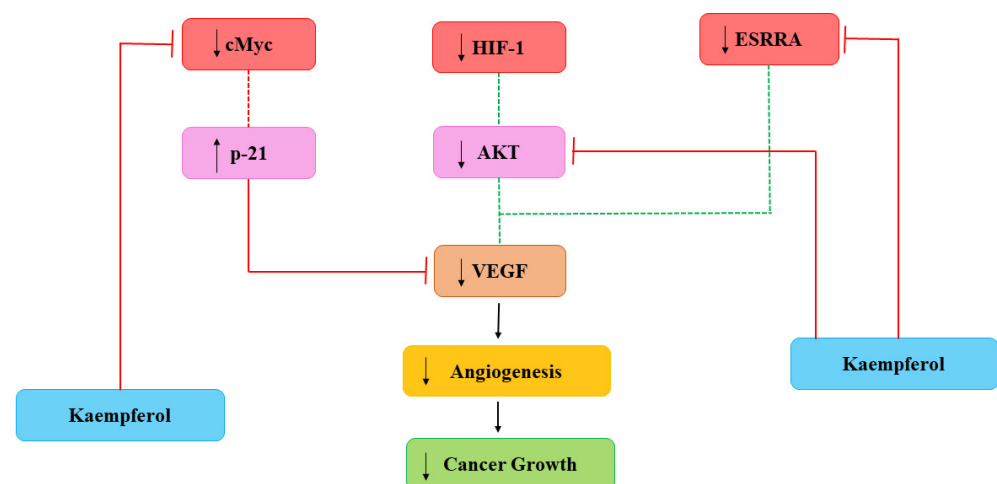 ↓ cMyc
↓ HIF-1
↓ ESRRA
↑ p-21
↓ AKT
↓ VEGF
↓ Angiogenesis
Kaempferol
Kaempferol
↓ Cancer Growth